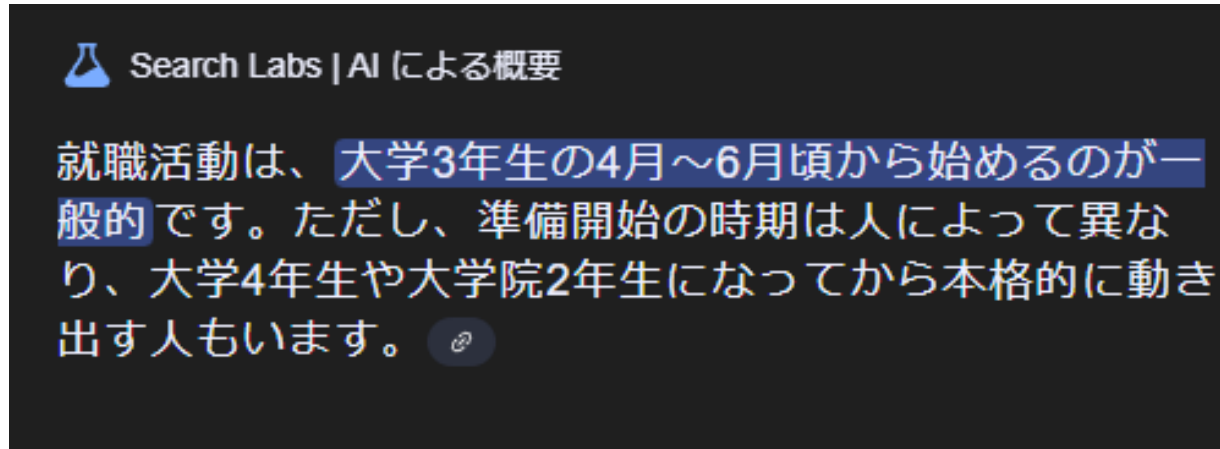 Search Labs | AI による概要
就職活動は、大学3年生の4月～6月頃から始めるのが一
般的です。ただし、準備開始の時期は人によって異な
り、大学4年生や大学院2年生になってから本格的に動き
出す人もいます。